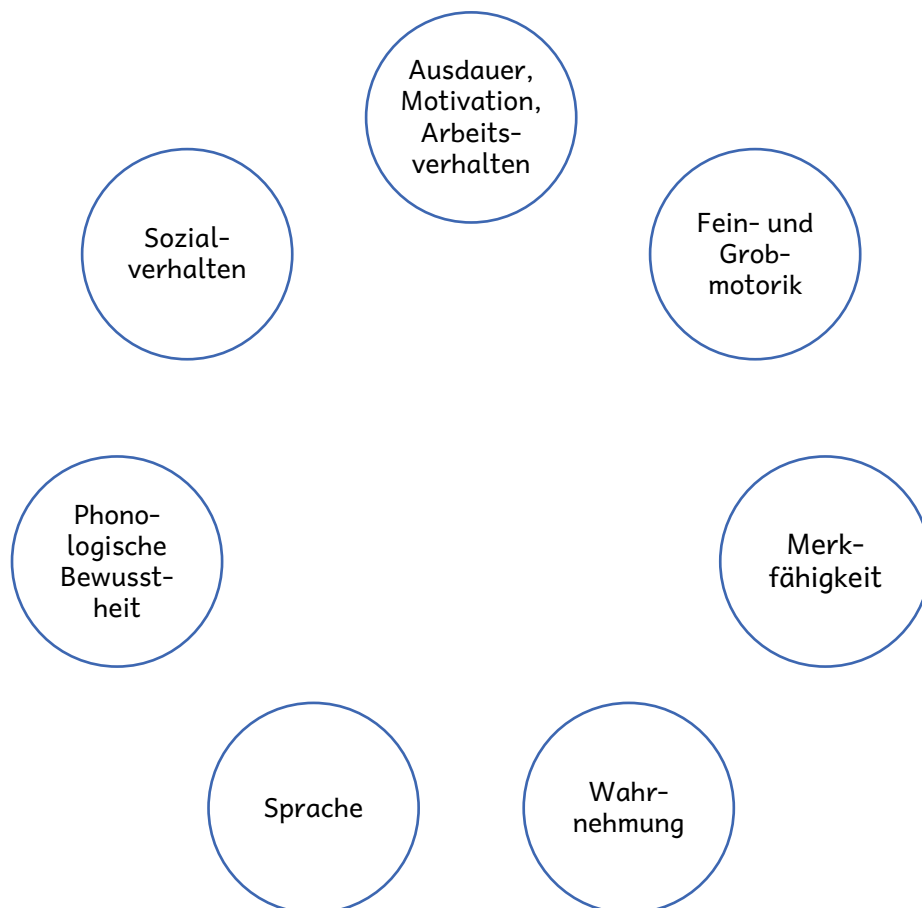 Ausdauer,
Motivation,
Arbeits-
verhalten
Fein- und
Grob-
motorik
Merk-
fähigkeit
Wahr-
nehmung
Sprache
Phono-
logische
Bewusst-
heit
Sozial-
verhalten